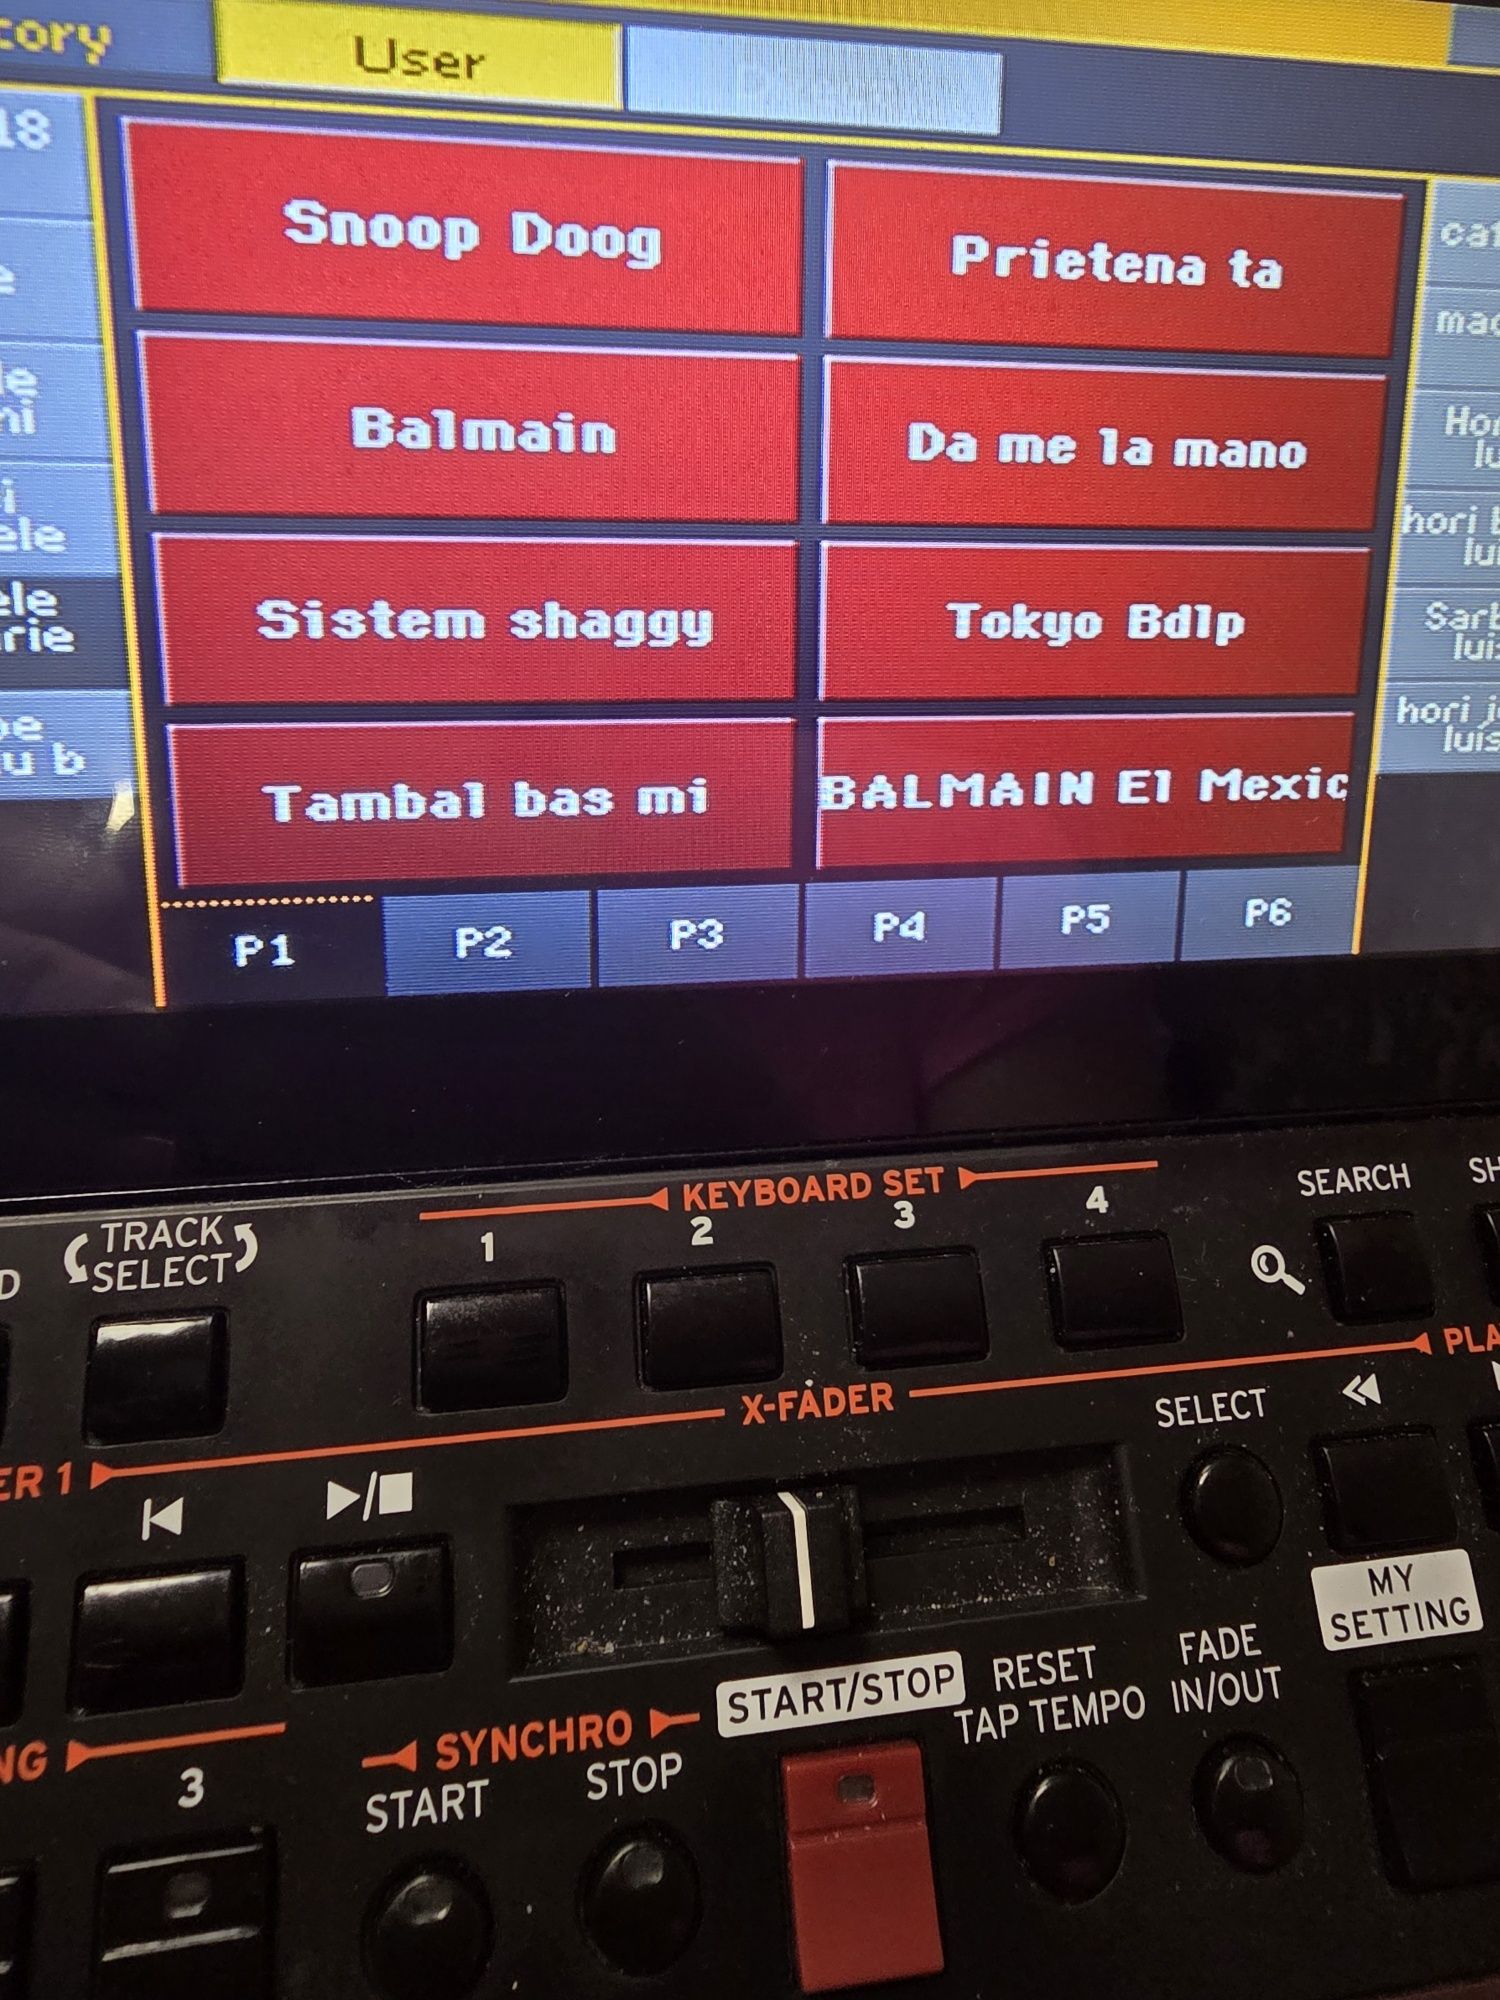 User
18
Snoop Doog
Prietena ta
Balmain
Da me la mano
Sistem shaggy
Tokyo Bdlp
Tambal bas mi
BALMAIN El Mexic
hori
P1 P2 P3 P4 P5 P6
KEYBOARD SET
TRACK
SELECT
1 2 3 4
SEARCH
X-FADER
SELECT
MY
SETTING
START/STOP
RESET
TAP TEMPO
FADE
IN/OUT
SYNCHRO
START
STOP
3